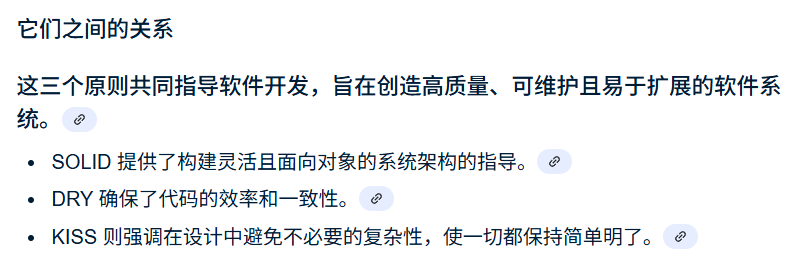 它们之间的关系
这三个原则共同指导软件开发，旨在创造高质量、可维护且易于扩展的软件系
统。
• SOLID 提供了构建灵活且面向对象的系统架构的指导。
• DRY 确保了代码的效率和一致性。
• KISS 则强调在设计中避免不必要的复杂性，使一切都保持简单明了。